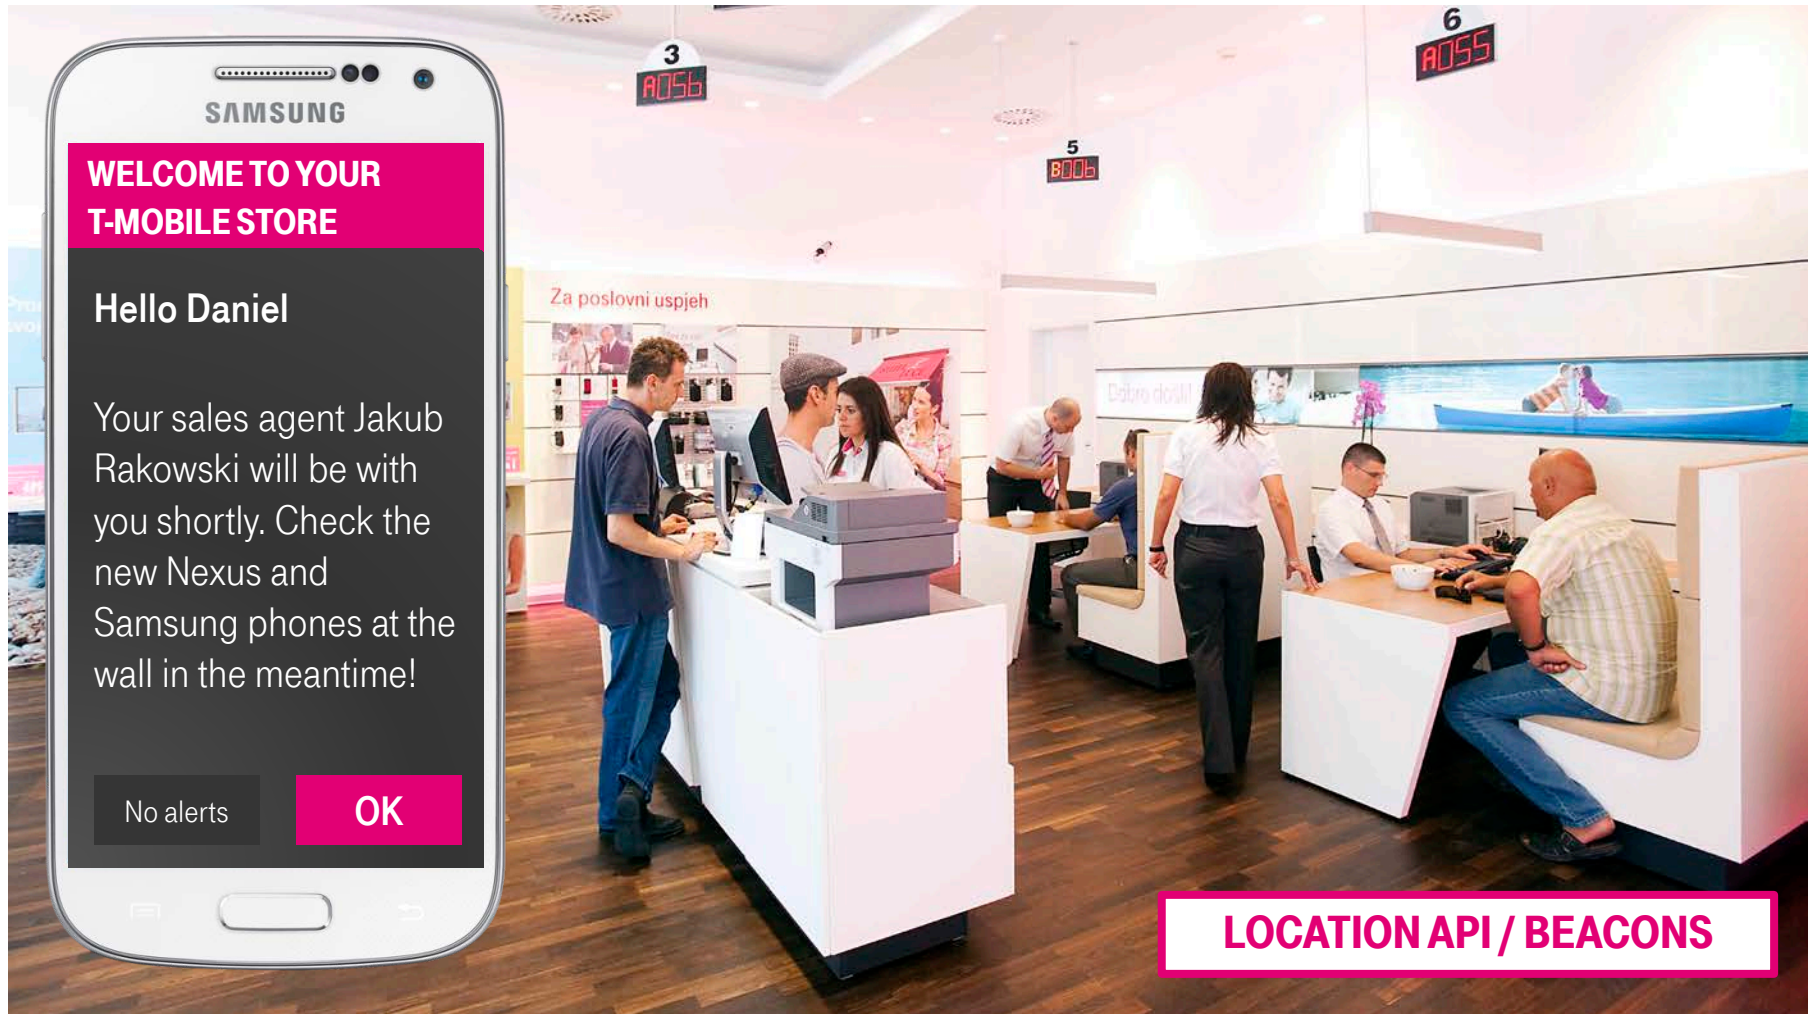 SAMSUNG
WELCOME TO YOUR
T-MOBILE STORE
Hello Daniel
Your sales agent Jakub
Rakowski will be with
you shortly. Check the
new Nexus and
Samsung phones at the
wall in the meantime!
No alerts
OK
3
A056
6
A055
5
B006
Za poslovni uspjeh
Dobro došli
LOCATION API / BEACONS